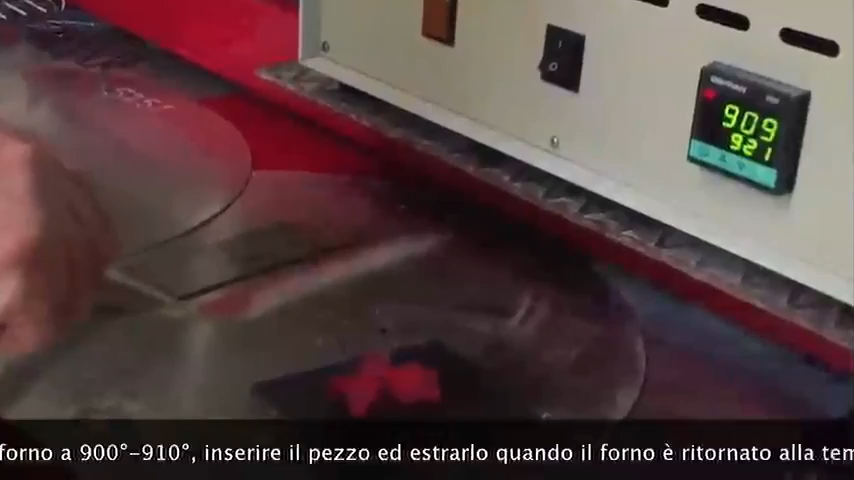 909
921
forno a 900°-910°, inserire il pezzo ed estrarlo quando il forno è ritornato alla tem